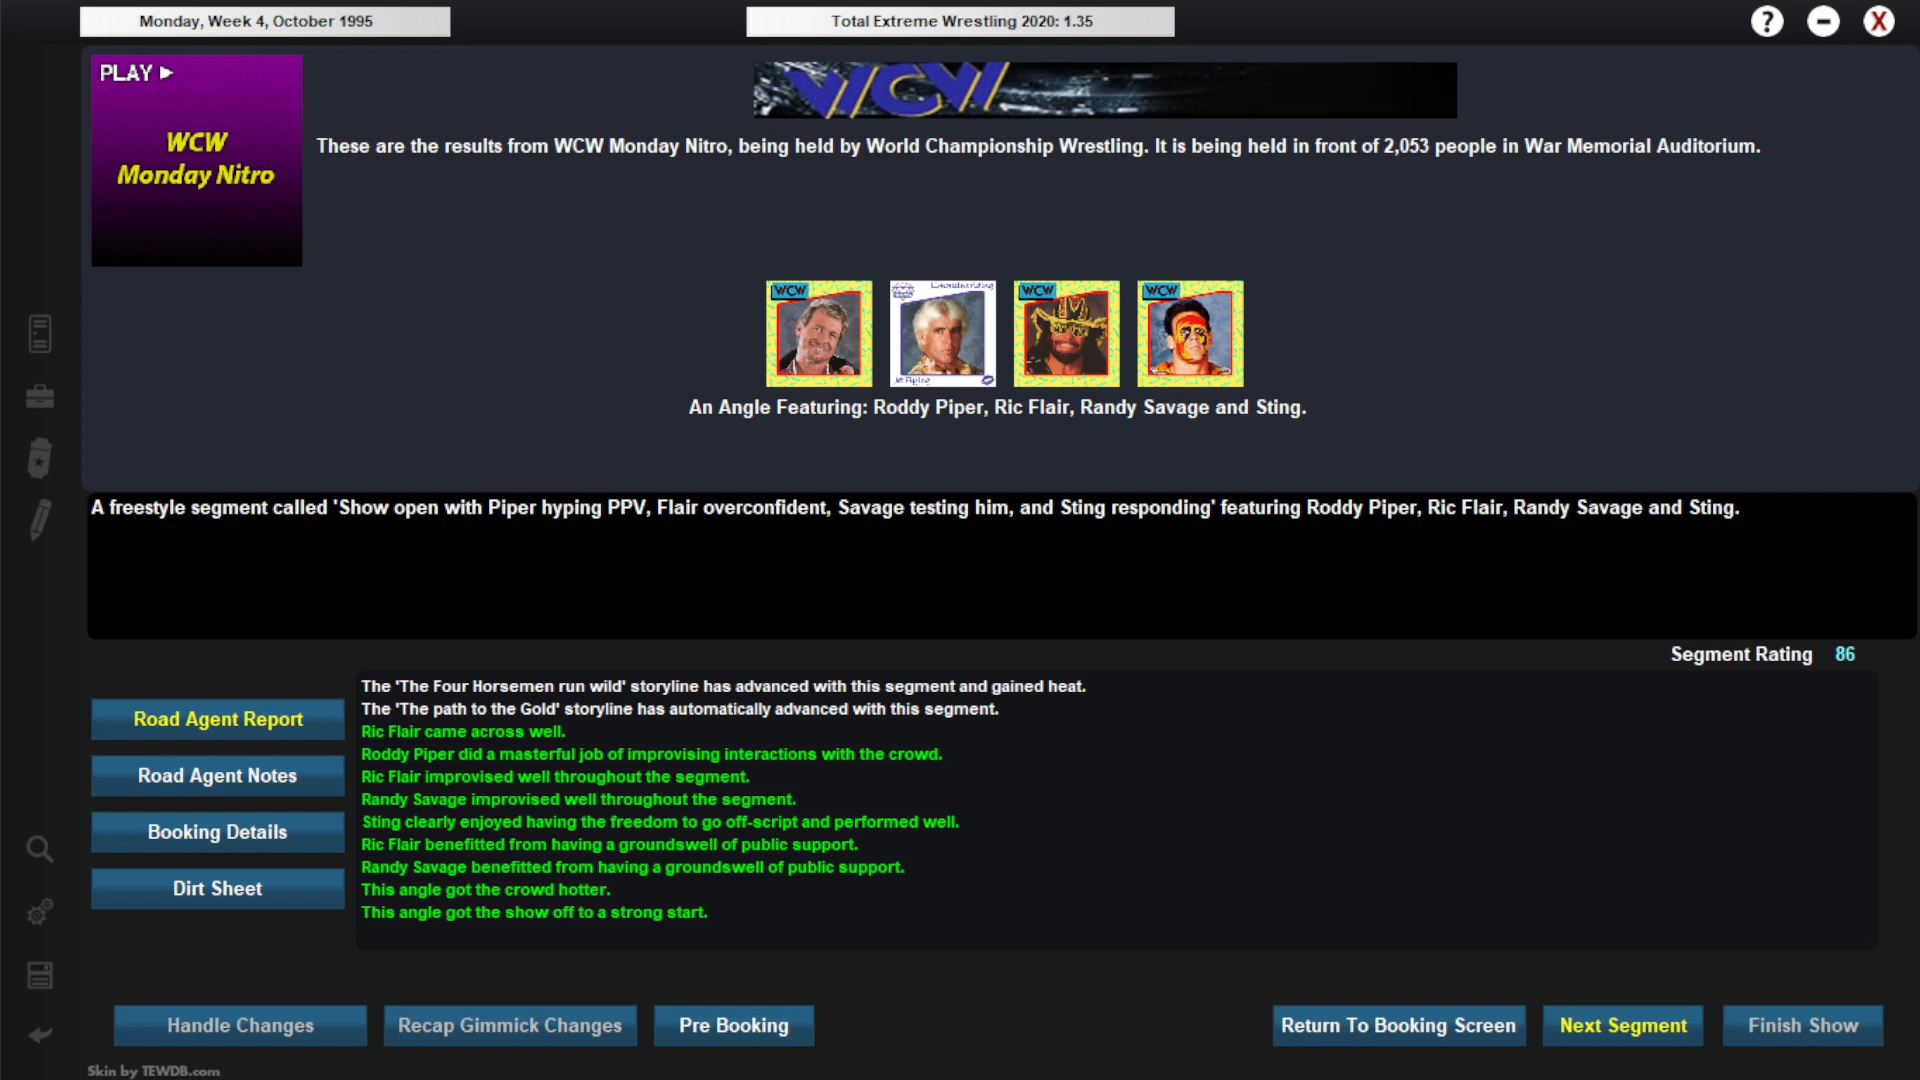 Monday, Week 4, October 1995
Total Extreme Wrestling 2020: 1.35
?
X
PLAY
WCW
WCW
Monday Nitro
These are the results from WCW Monday Nitro, being held by World Championship Wrestling. It is being held in front of 2,053 people in War Memorial Auditorium.
WCW
WCW
WCW
An Angle Featuring: Roddy Piper, Ric Flair, Randy Savage and Sting.
A freestyle segment called 'Show open with Piper hyping PPV, Flair overconfident, Savage testing him, and Sting responding' featuring Roddy Piper, Ric Flair, Randy Savage and Sting.
Segment Rating 86
Road Agent Report
Road Agent Notes
Booking Details
Dirt Sheet
The 'The Four Horsemen run wild' storyline has advanced with this segment and gained heat.
The 'The path to the Gold' storyline has automatically advanced with this segment.
Ric Flair came across well.
Roddy Piper did a masterful job of improvising interactions with the crowd.
Ric Flair improvised well throughout the segment.
Randy Savage improvised well throughout the segment.
Sting clearly enjoyed having the freedom to go off-script and performed well.
Ric Flair benefitted from having a groundswell of public support.
Randy Savage benefitted from having a groundswell of public support.
This angle got the crowd hotter.
This angle got the show off to a strong start.
Handle Changes
Recap Gimmick Changes
Pre Booking
Return To Booking Screen
Next Segment
Finish Show
Skin by TEWDB.com